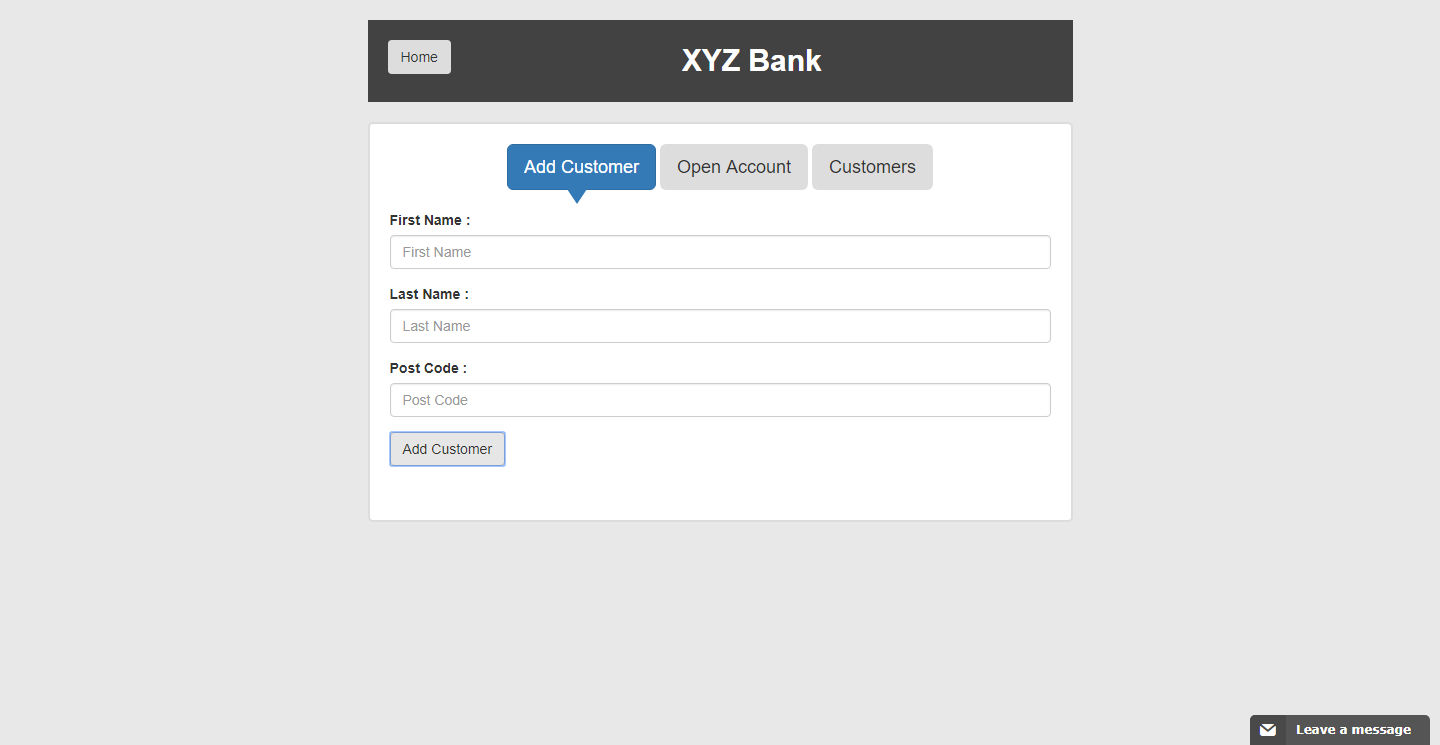 Home
XYZ Bank
Add Customer
Open Account
Customers
First Name :
First Name
Last Name :
Last Name
Post Code :
Post Code
Add Customer
Leave a message